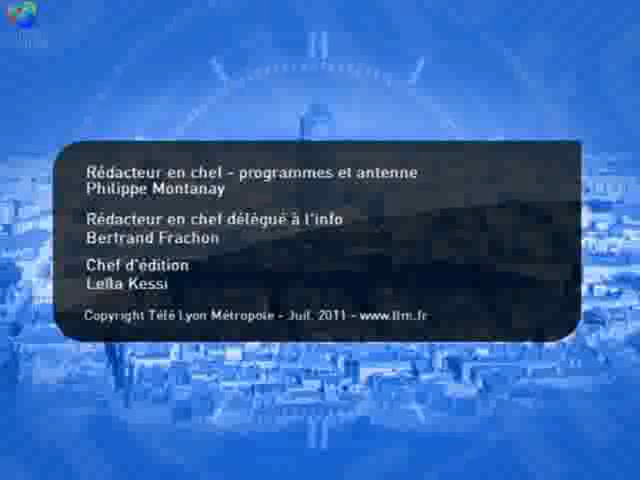 Rédacteur en chef - programmes et antenne
Philippe Montanay
Rédacteur en chef délégué à l'info
Bertrand Frachon
Chef d'édition
Leïla Kessi
Copyright Télé Lyon Métropole - Juil. 2011 - www.tlm.fr